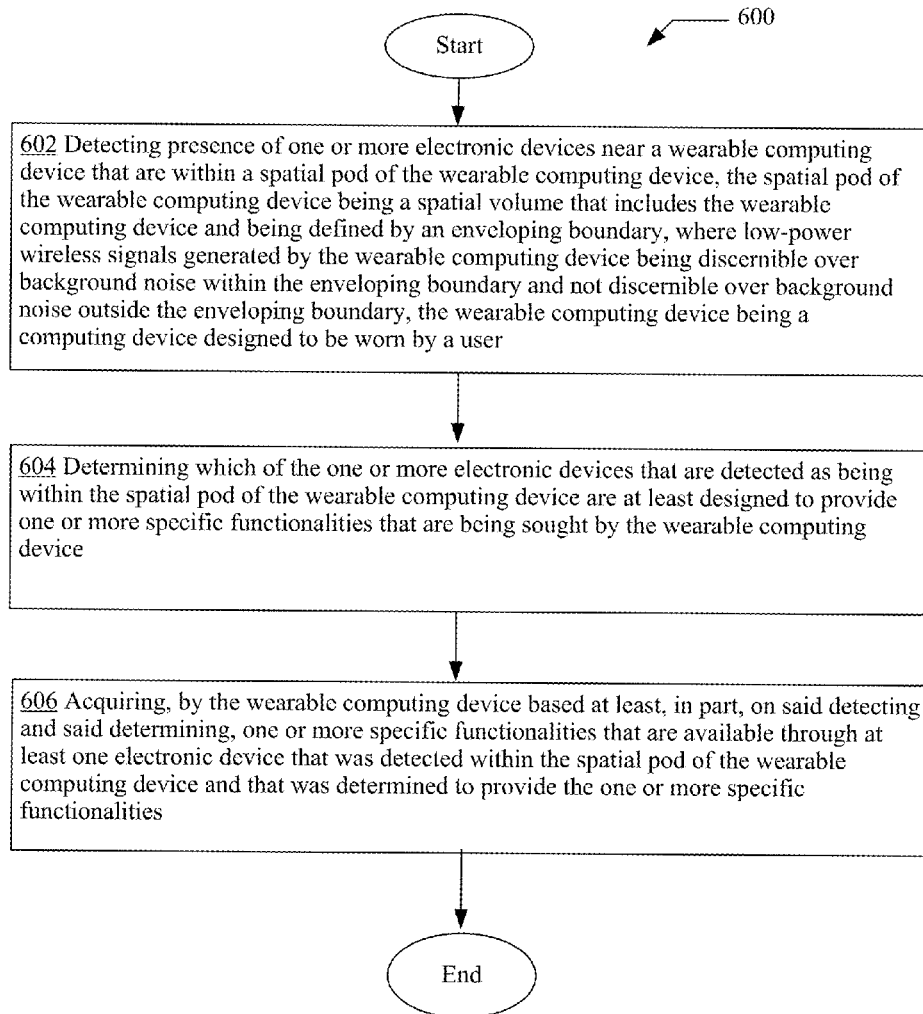 600
Start
602 Detecting presence of one or more electronic devices near a wearable computing
device that are within a spatial pod of the wearable computing device, the spatial pod of
the wearable computing device being a spatial volume that includes the wearable
computing device and being defined by an enveloping boundary, where low-power
wireless signals generated by the wearable computing device being discernible over
background noise within the enveloping boundary and not discernible over background
noise outside the enveloping boundary, the wearable computing device being a
computing device designed to be worn by a user
604 Determining which of the one or more electronic devices that are detected as being
within the spatial pod of the wearable computing device are at least designed to provide
one or more specific functionalities that are being sought by the wearable computing
device
606 Acquiring, by the wearable computing device based at least, in part, on said detecting
and said determining, one or more specific functionalities that are available through at
least one electronic device that was detected within the spatial pod of the wearable
computing device and that was determined to provide the one or more specific
functionalities
End